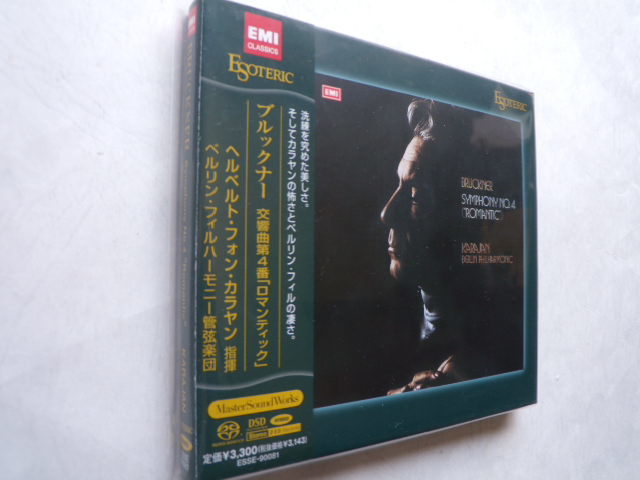 EMI
CLASSICS
ESOTERIC
洗練を究めた美しさ。
そしてカラヤンの怖さとベルリン・フィルの凄さ。
ブルックナー 交響曲第4番「ロマンティック」
ヘルベルト・フォン・カラヤン 指揮
ベルリン・フィルハーモニー管弦楽団
MasterSoundWorks
DSD
Stereo
定価¥3,300(税抜価格¥3,143)
ESSE-90081
EMI
ESOTERIC
BRUCKNER
SYMPHONY NO.4
("ROMANTIC")
KARAJAN
BERLIN PHILHARMONIC
KARAJAN